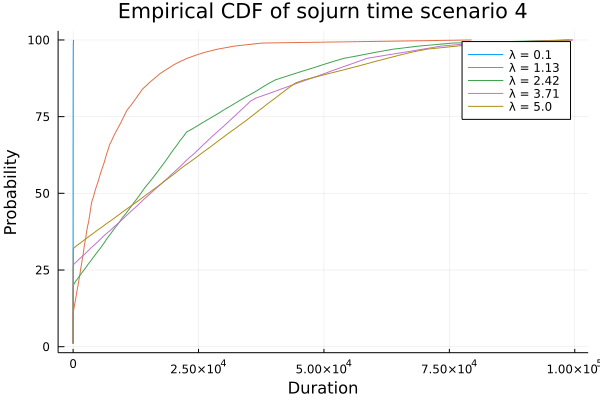 Empirical CDF of sojurn time scenario 4
100
75
50
25
0
Probability
λ = 0.1
λ = 1.13
λ = 2.42
λ = 3.71
λ = 5.0
0
2.50×10⁴
5.00×10⁴
7.50×10⁴
1.00×10⁵
Duration